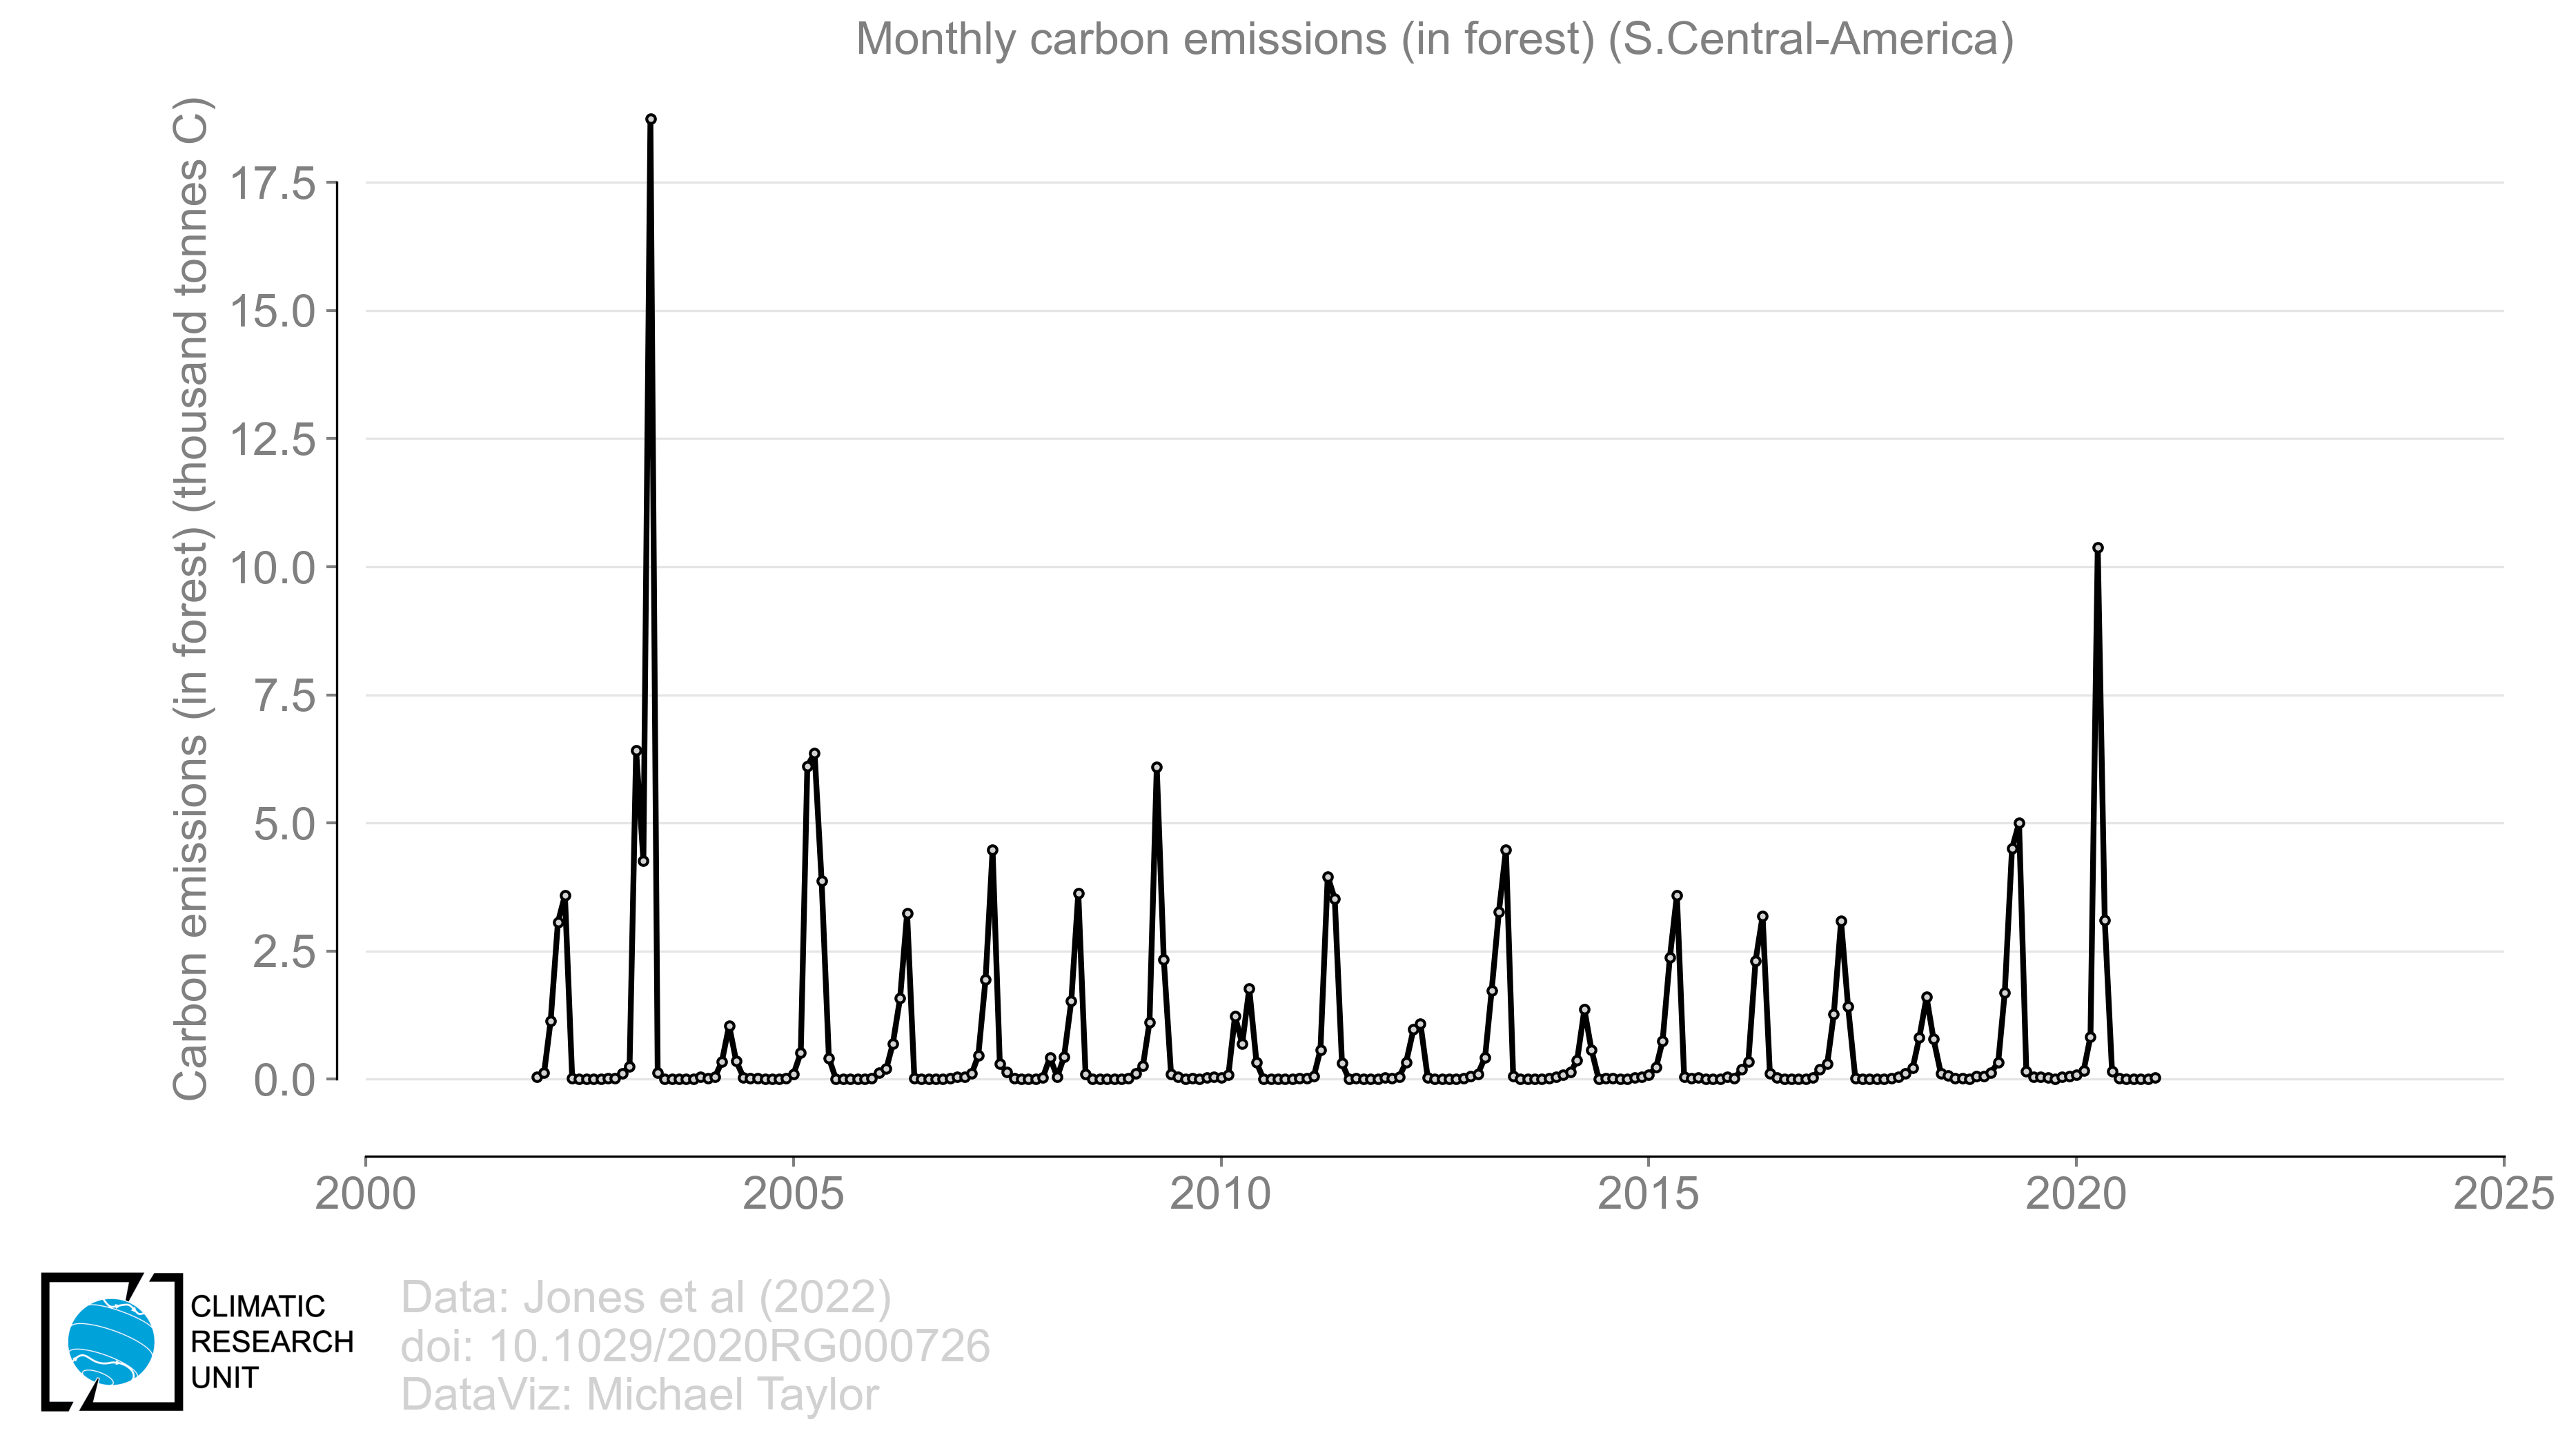 Monthly carbon emissions (in forest) (S.Central-America)
Carbon emissions (in forest) (thousand tonnes C)
17.5
15.0
12.5
10.0
7.5
5.0
2.5
0.0
2000 2005 2010 2015 2020 2025
CLIMATIC
RESEARCH
UNIT
Data: Jones et al (2022)
doi: 10.1029/2020RG000726
DataViz: Michael Taylor